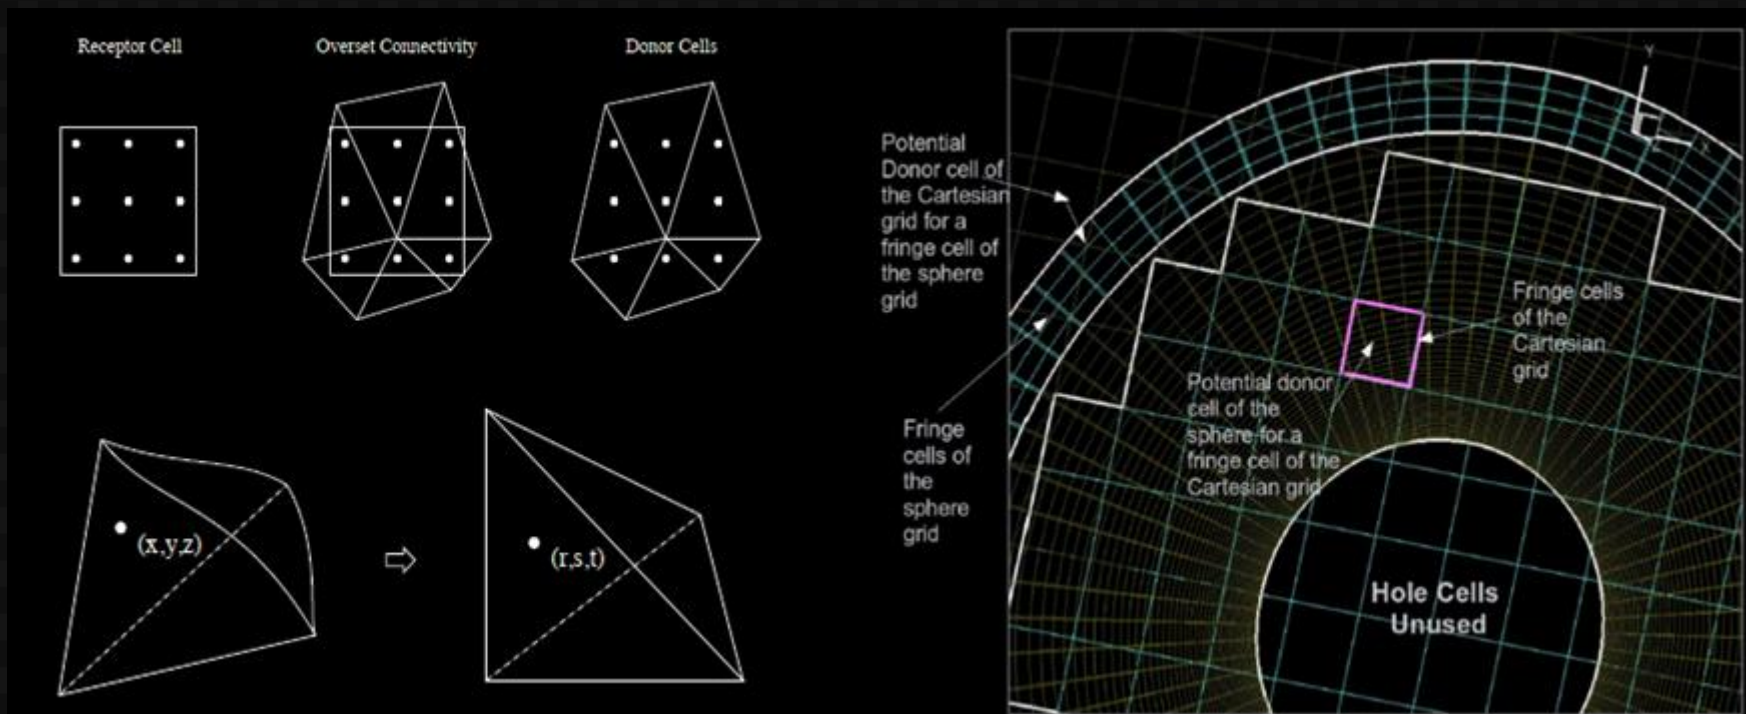 Receptor Cell
Overset Connectivity
Donor Cells
(x,y,z)
(r,s,t)
Potential
Donor cell of
the Cartesian
grid for a
fringe cell of
the sphere
grid
Fringe
cells of
the
sphere
grid
Y
X
Fringe cells
of the
Cartesian
grid
Potential donor
cell of the
sphere for a
fringe cell of the
Cartesian grid
Hole Cells
Unused